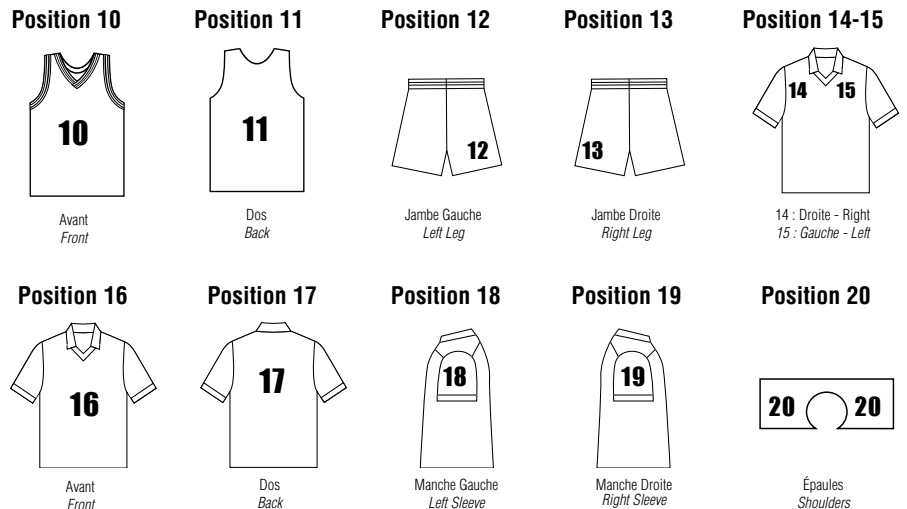 Position 10
Position 11
Position 12
Position 13
Position 14-15
10
11
12
13
14 15
Avant
Front
Dos
Back
Jambe Gauche
Left Leg
Jambe Droite
Right Leg
14 : Droite - Right
15 : Gauche - Left
Position 16
Position 17
Position 18
Position 19
Position 20
16
17
18
19
20 20
Avant
Front
Dos
Back
Manche Gauche
Left Sleeve
Manche Droite
Right Sleeve
Épaules
Shoulders